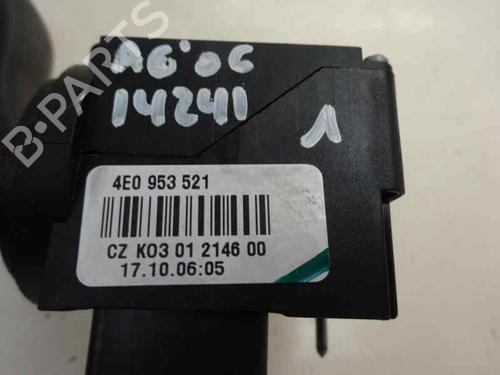 A6'06
14241
1
4E0 953 521
CZ K03 01 2146 00
17.10.06:05
B-PARTS